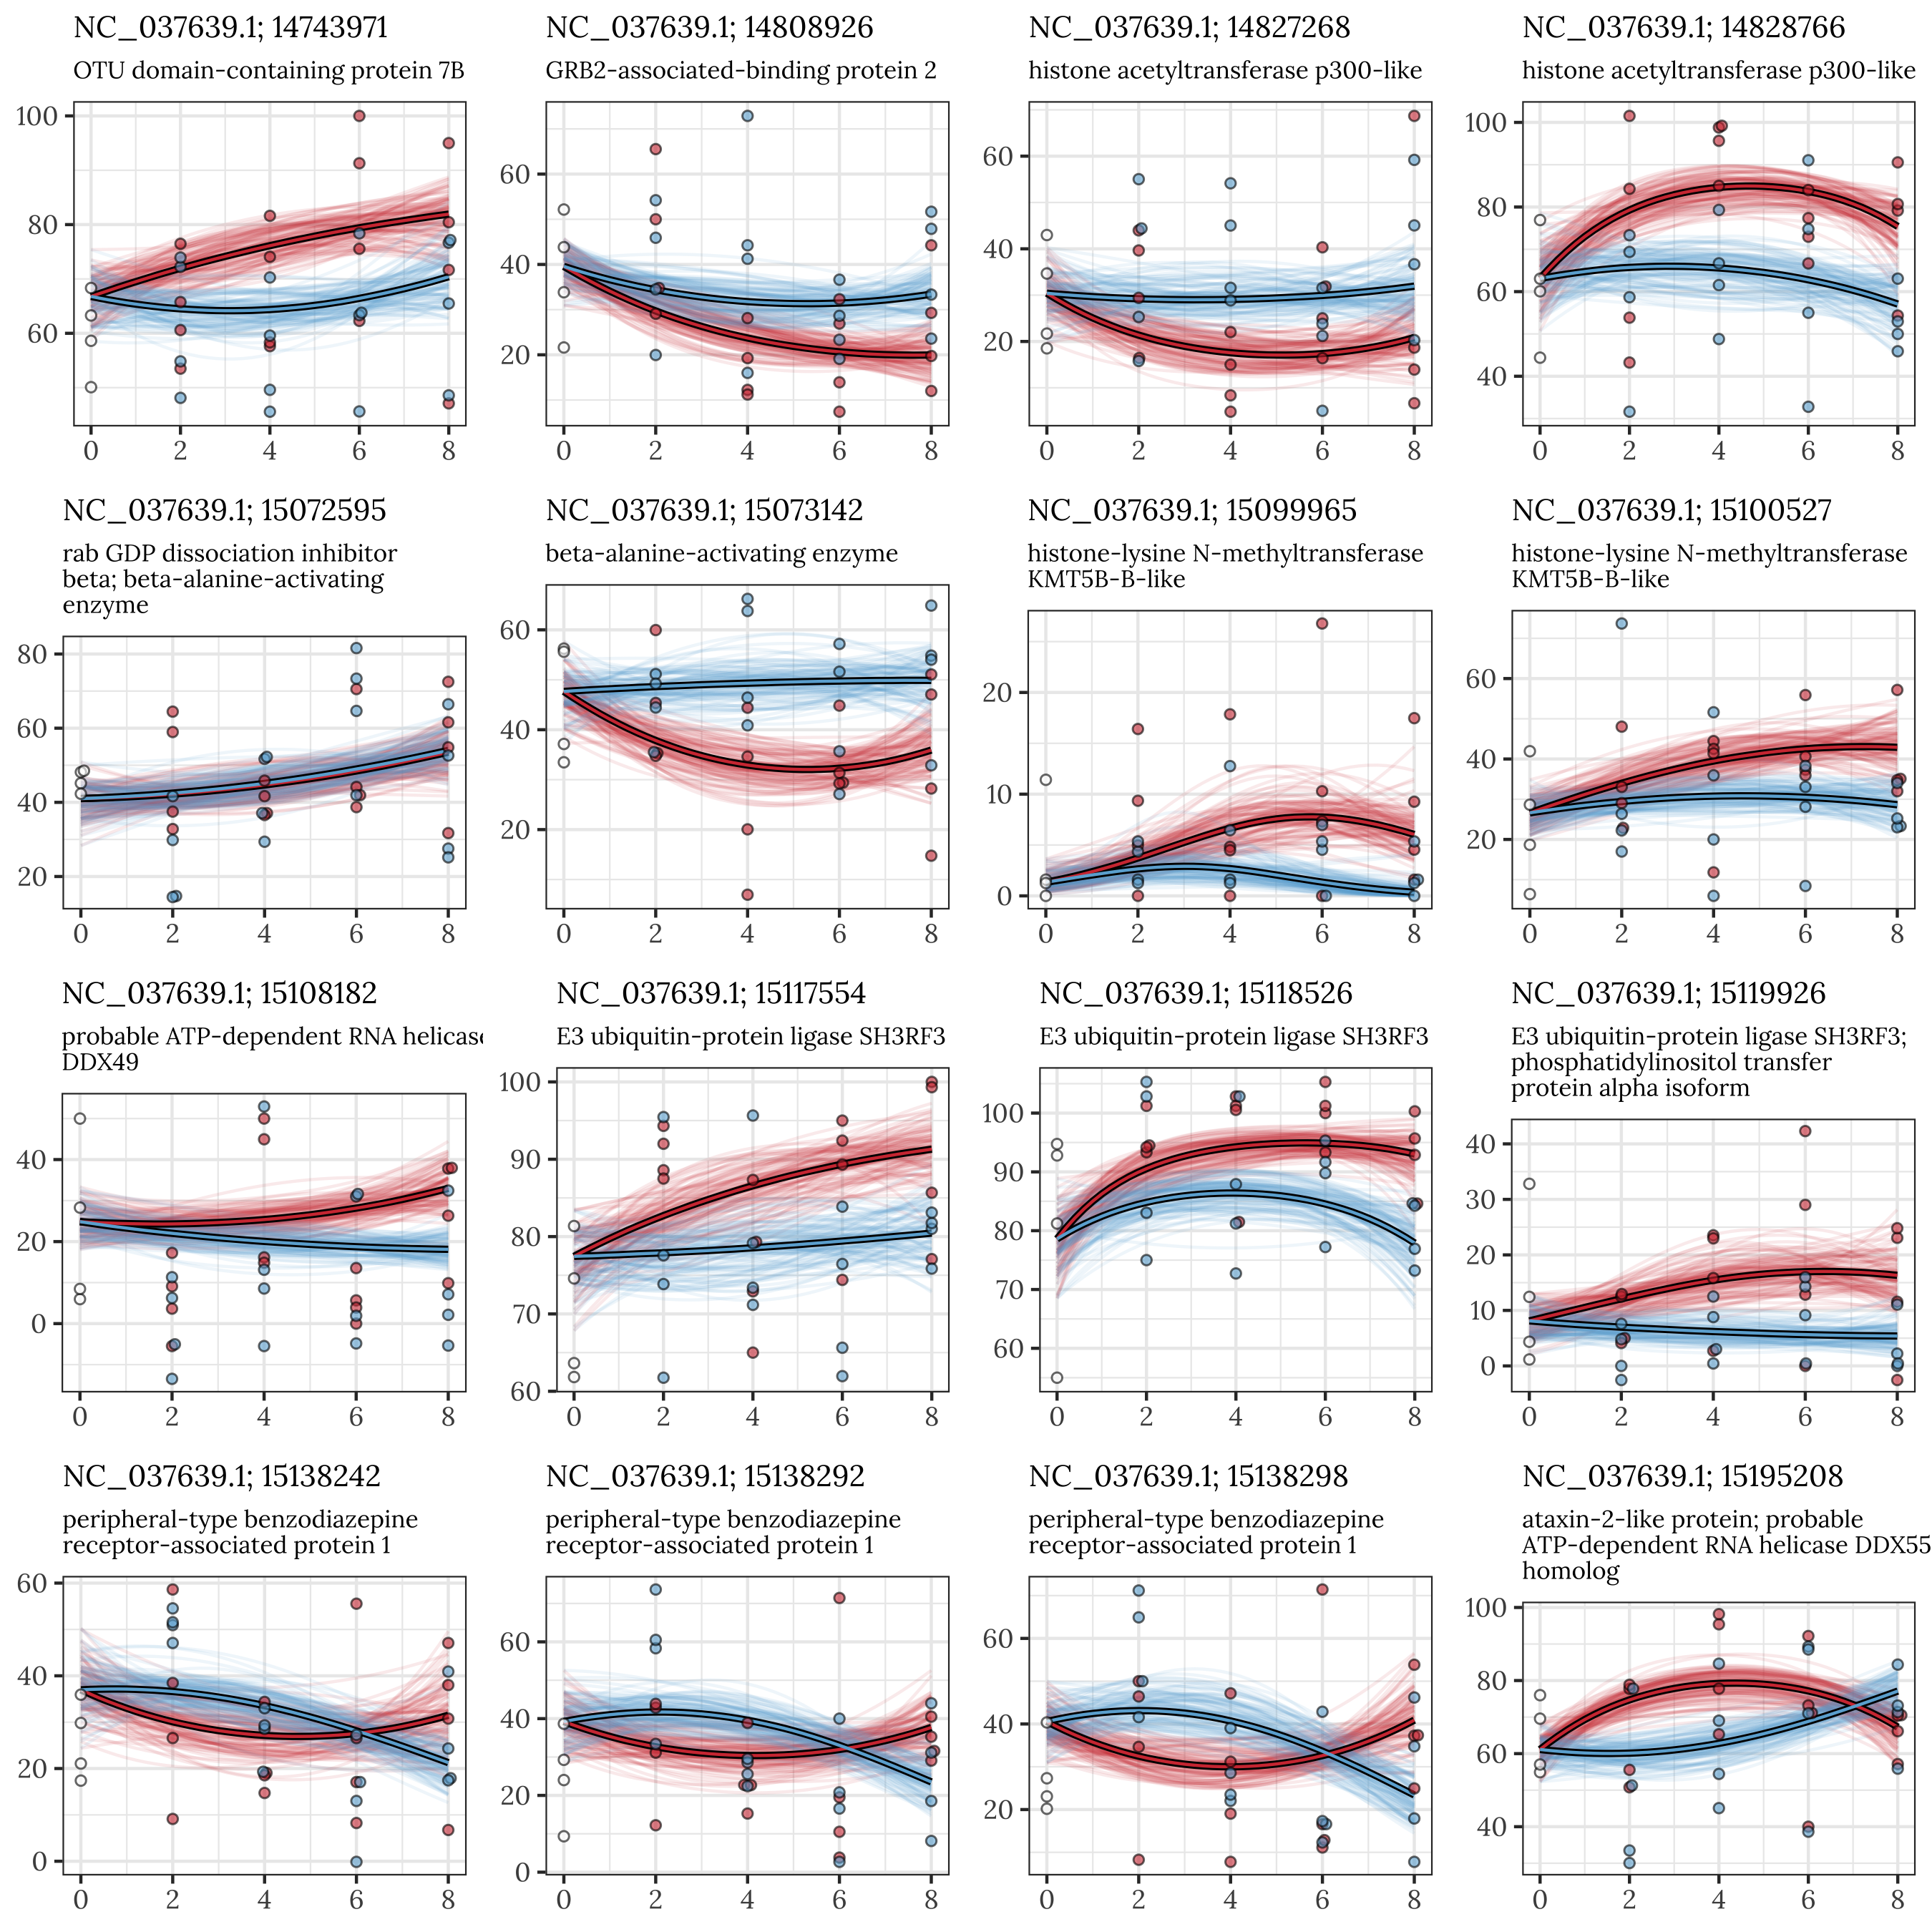 NC_037639.1; 14743971
OTU domain-containing protein 7B
100
80
60
0 2 4 6 8
NC_037639.1; 14808926
GRB2-associated-binding protein 2
60
40
20
0 2 4 6 8
NC_037639.1; 14827268
histone acetyltransferase p300-like
60
40
20
0 2 4 6 8
NC_037639.1; 14828766
histone acetyltransferase p300-like
100
80
60
40
0 2 4 6 8
NC_037639.1; 15072595
rab GDP dissociation inhibitor
beta; beta-alanine-activating
enzyme
80
60
40
20
0 2 4 6 8
NC_037639.1; 15073142
beta-alanine-activating enzyme
60
40
20
0 2 4 6 8
NC_037639.1; 15099965
histone-lysine N-methyltransferase
KMT5B-B-like
20
10
0
0 2 4 6 8
NC_037639.1; 15100527
histone-lysine N-methyltransferase
KMT5B-B-like
60
40
20
0 2 4 6 8
NC_037639.1; 15108182
probable ATP-dependent RNA helicase
DDX49
40
20
0
0 2 4 6 8
NC_037639.1; 15117554
E3 ubiquitin-protein ligase SH3RF3
100
90
80
70
60
0 2 4 6 8
NC_037639.1; 15118526
E3 ubiquitin-protein ligase SH3RF3
100
90
80
70
60
0 2 4 6 8
NC_037639.1; 15119926
E3 ubiquitin-protein ligase SH3RF3;
phosphatidylinositol transfer
protein alpha isoform
40
30
20
10
0
0 2 4 6 8
NC_037639.1; 15138242
peripheral-type benzodiazepine
receptor-associated protein 1
60
40
20
0
0 2 4 6 8
NC_037639.1; 15138292
peripheral-type benzodiazepine
receptor-associated protein 1
60
40
20
0
0 2 4 6 8
NC_037639.1; 15138298
peripheral-type benzodiazepine
receptor-associated protein 1
60
40
20
0 2 4 6 8
NC_037639.1; 15195208
ataxin-2-like protein; probable
ATP-dependent RNA helicase DDX55
homolog
100
80
60
40
0 2 4 6 8